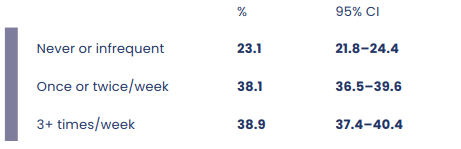 % 95% CI
Never or infrequent 23.1 21.8–24.4
Once or twice/week 38.1 36.5–39.6
3+ times/week 38.9 37.4–40.4